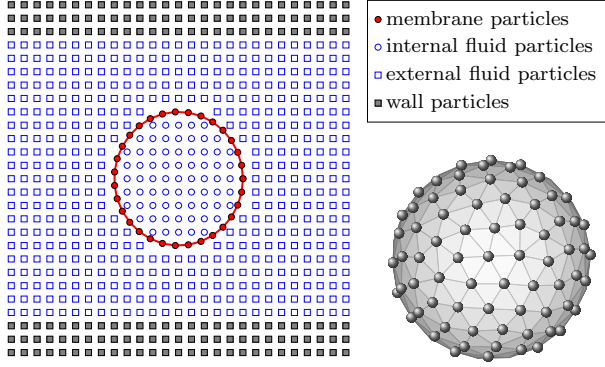 membrane particles
internal fluid particles
external fluid particles
wall particles